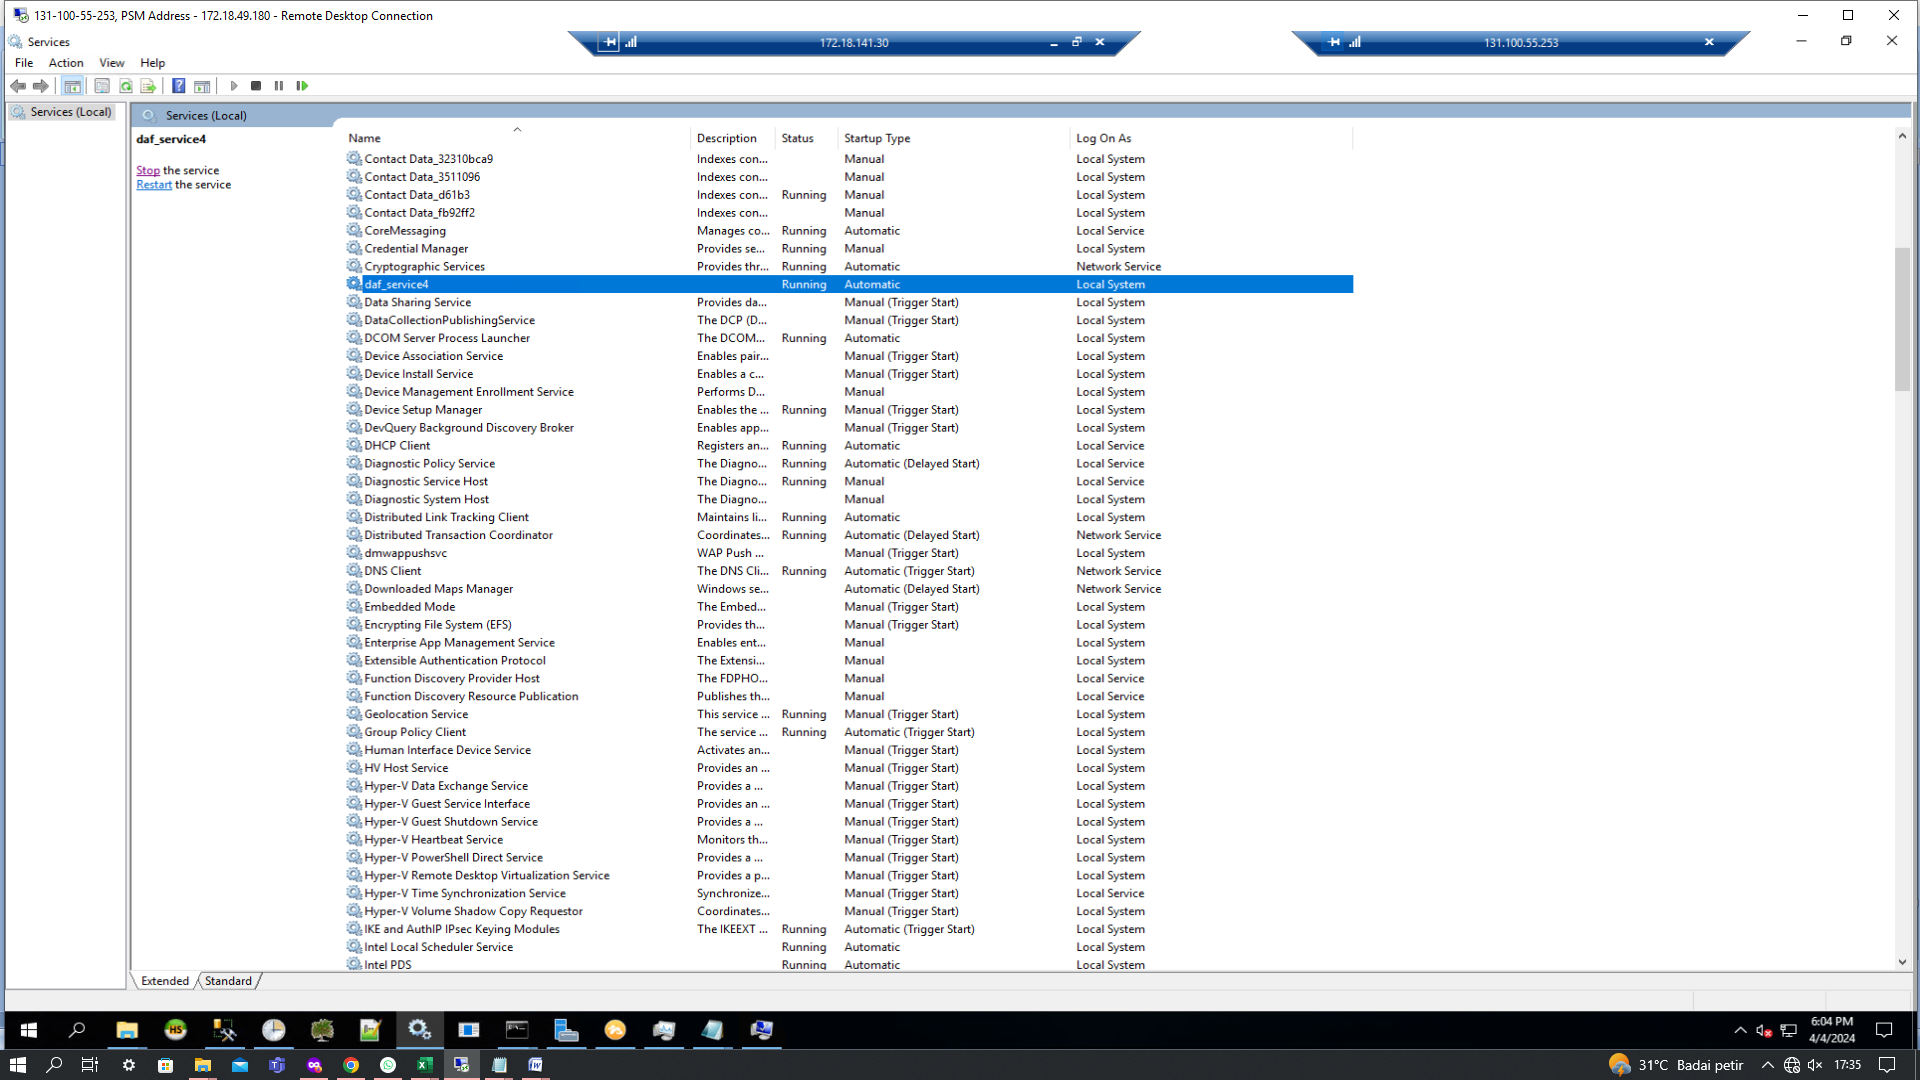 131-100-55-253, PSM Address - 172.18.49.180 - Remote Desktop Connection
Services
172.18.141.30
131.100.55.253
File Action View Help
Services (Local)
Services (Local)
daf_service4
Stop the service
Restart the service
Name Description Status Startup Type Log On As
Contact Data_32310bca9 Indexes con... Manual Local System
Contact Data_3511096 Indexes con... Manual Local System
Contact Data_d61b3 Indexes con... Running Manual Local System
Contact Data_fb92ff2 Indexes con... Manual Local System
CoreMessaging Manages co... Running Automatic Local Service
Credential Manager Provides se... Running Manual Local System
Cryptographic Services Provides thr... Running Automatic Network Service
daf_service4 Running Automatic Local System
Data Sharing Service Provides da... Manual (Trigger Start) Local System
DataCollectionPublishingService The DCP (D... Manual (Trigger Start) Local System
DCOM Server Process Launcher The DCOM... Running Automatic Local System
Device Association Service Enables pair... Manual (Trigger Start) Local System
Device Install Service Enables a c... Manual (Trigger Start) Local System
Device Management Enrollment Service Performs D... Manual Local System
Device Setup Manager Enables the ... Running Manual (Trigger Start) Local System
DevQuery Background Discovery Broker Enables app... Manual (Trigger Start) Local System
DHCP Client Registers an... Running Automatic Local Service
Diagnostic Policy Service The Diagno... Running Automatic (Delayed Start) Local Service
Diagnostic Service Host The Diagno... Running Manual Local Service
Diagnostic System Host The Diagno... Manual Local System
Distributed Link Tracking Client Maintains li... Running Automatic Local System
Distributed Transaction Coordinator Coordinates... Running Automatic (Delayed Start) Network Service
dmwappushsvc WAP Push ... Manual (Trigger Start) Local System
DNS Client The DNS Cli... Running Automatic (Trigger Start) Network Service
Downloaded Maps Manager Windows se... Automatic (Delayed Start) Network Service
Embedded Mode The Embed... Manual (Trigger Start) Local System
Encrypting File System (EFS) Provides th... Manual (Trigger Start) Local System
Enterprise App Management Service Enables ent... Manual Local System
Extensible Authentication Protocol The Extensi... Manual Local System
Function Discovery Provider Host The FDPHO... Manual Local Service
Function Discovery Resource Publication Publishes th... Manual Local Service
Geolocation Service This service ... Running Manual (Trigger Start) Local System
Group Policy Client The service ... Running Automatic (Trigger Start) Local System
Human Interface Device Service Activates an... Manual (Trigger Start) Local System
HV Host Service Provides an ... Manual (Trigger Start) Local System
Hyper-V Data Exchange Service Provides a ... Manual (Trigger Start) Local System
Hyper-V Guest Service Interface Provides an ... Manual (Trigger Start) Local System
Hyper-V Guest Shutdown Service Provides a ... Manual (Trigger Start) Local System
Hyper-V Heartbeat Service Monitors th... Manual (Trigger Start) Local System
Hyper-V PowerShell Direct Service Provides a ... Manual (Trigger Start) Local System
Hyper-V Remote Desktop Virtualization Service Provides a p... Manual (Trigger Start) Local System
Hyper-V Time Synchronization Service Synchronize... Manual (Trigger Start) Local Service
Hyper-V Volume Shadow Copy Requestor Coordinates... Manual (Trigger Start) Local System
IKE and AuthIP IPsec Keying Modules The IKEEXT ... Running Automatic (Trigger Start) Local System
Intel Local Scheduler Service Running Automatic Local System
Intel PDS Running Automatic Local System
Extended Standard
HS
6:04 PM
4/4/2024
31°C Badai petir
17:35